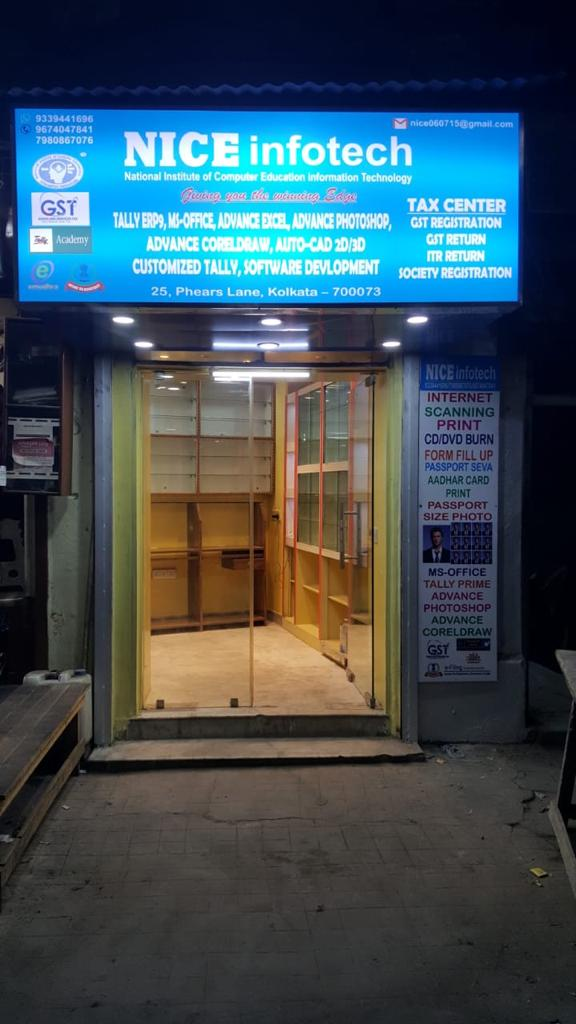 9339441696
9674047841
7980867076
nice060715@gmail.com
NICE infotech
National Institute of Computer Education information Technology
Giving you the winning Edge
GST
Tally Academy
emudhra
TALLY ERP9, MS-OFFICE, ADVANCE EXCEL, ADVANCE PHOTOSHOP,
ADVANCE CORELDRAW, AUTO-CAD 2D/3D
CUSTOMIZED TALLY, SOFTWARE DEVLOPMENT
TAX CENTER
GST REGISTRATION
GST RETURN
ITR RETURN
SOCIETY REGISTRATION
25, Phears Lane, Kolkata – 700073
NICE infotech
INTERNET
SCANNING
PRINT
CD/DVD BURN
FORM FILL UP
PASSPORT SEVA
AADHAR CARD
PRINT
PASSPORT
SIZE PHOTO
MS-OFFICE
TALLY PRIME
ADVANCE
PHOTOSHOP
ADVANCE
CORELDRAW
GST
e-Filing